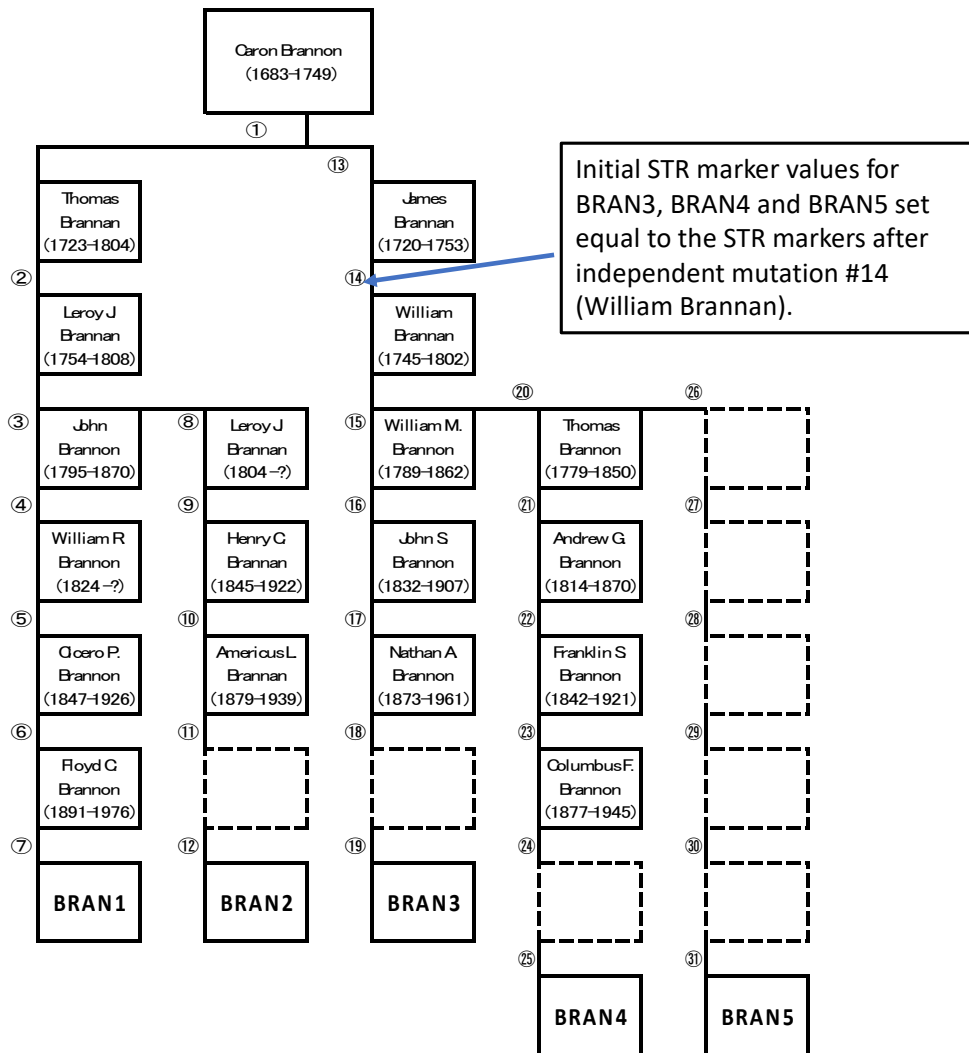 Caron Brannon
(1683-1749)
①
⑬
Initial STR marker values for
BRAN3, BRAN4 and BRAN5 set
equal to the STR markers after
independent mutation #14
(William Brannan).
Thomas
Brannan
(1723-1804)
James
Brannan
(1720-1753)
②
⑭
Leroy J
Brannan
(1754-1808)
William
Brannan
(1745-1802)
⑳
㉖
③
John
Brannon
(1795-1870)
⑧
Leroy J
Brannan
(1804-?)
⑮
William M.
Brannon
(1789-1862)
Thomas
Brannon
(1779-1850)
④
⑨
⑯
㉑
㉗
William R
Brannon
(1824-?)
Henry C
Brannan
(1845-1922)
John S
Brannon
(1832-1907)
Andrew G.
Brannon
(1814-1870)
⑤
⑩
⑰
㉒
㉘
Cicero P.
Brannon
(1847-1926)
Americus L
Brannan
(1879-1939)
Nathan A
Brannon
(1873-1961)
Franklin S
Brannon
(1842-1921)
⑥
⑪
⑱
㉓
㉙
Floyd C
Brannon
(1891-1976)
Columbus F.
Brannon
(1877-1945)
⑦
⑫
⑲
㉔
㉚
BRAN1
BRAN2
BRAN3
㉕
㉛
BRAN4
BRAN5